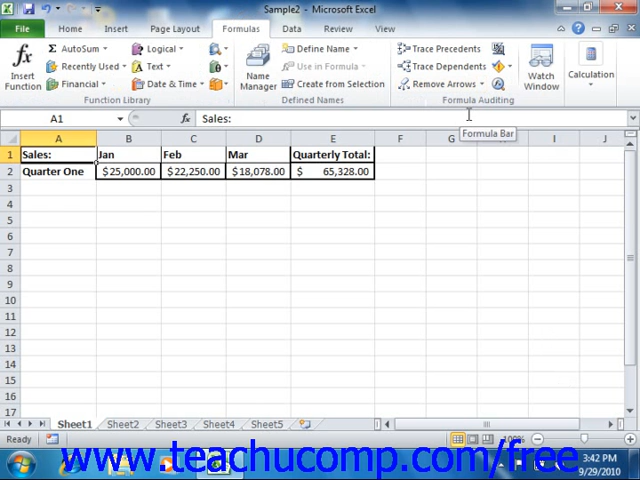 Sample2 - Microsoft Excel
File Home Insert Page Layout Formulas Data Review View
Insert Function
AutoSum
Recently Used
Financial
Logical
Text
Date & Time
Function Library
Name Manager
Define Name
Use in Formula
Create from Selection
Defined Names
Trace Precedents
Trace Dependents
Remove Arrows
Formula Auditing
Watch Window
Calculation
A1 fx Sales:
Formula Bar
A B C D E F G H I J
1 Sales: Jan Feb Mar Quarterly Total:
2 Quarter One $25,000.00 $22,250.00 $18,078.00 $ 65,328.00
3
4
5
6
7
8
9
10
11
12
13
14
15
16
17
Sheet1 Sheet2 Sheet3 Sheet4 Sheet5
Ready 100%
www.teachucomp.com/free
3:42 PM
9/29/2010